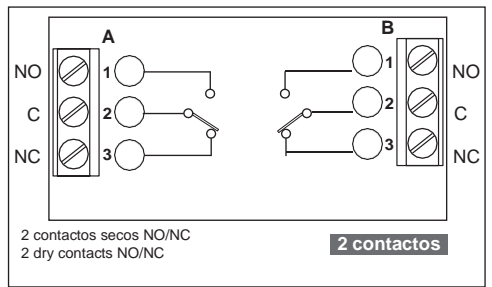 A
B
NO 1
C 2
NC 3
1 NO
2 C
3 NC
2 contactos secos NO/NC
2 dry contacts NO/NC
2 contactos